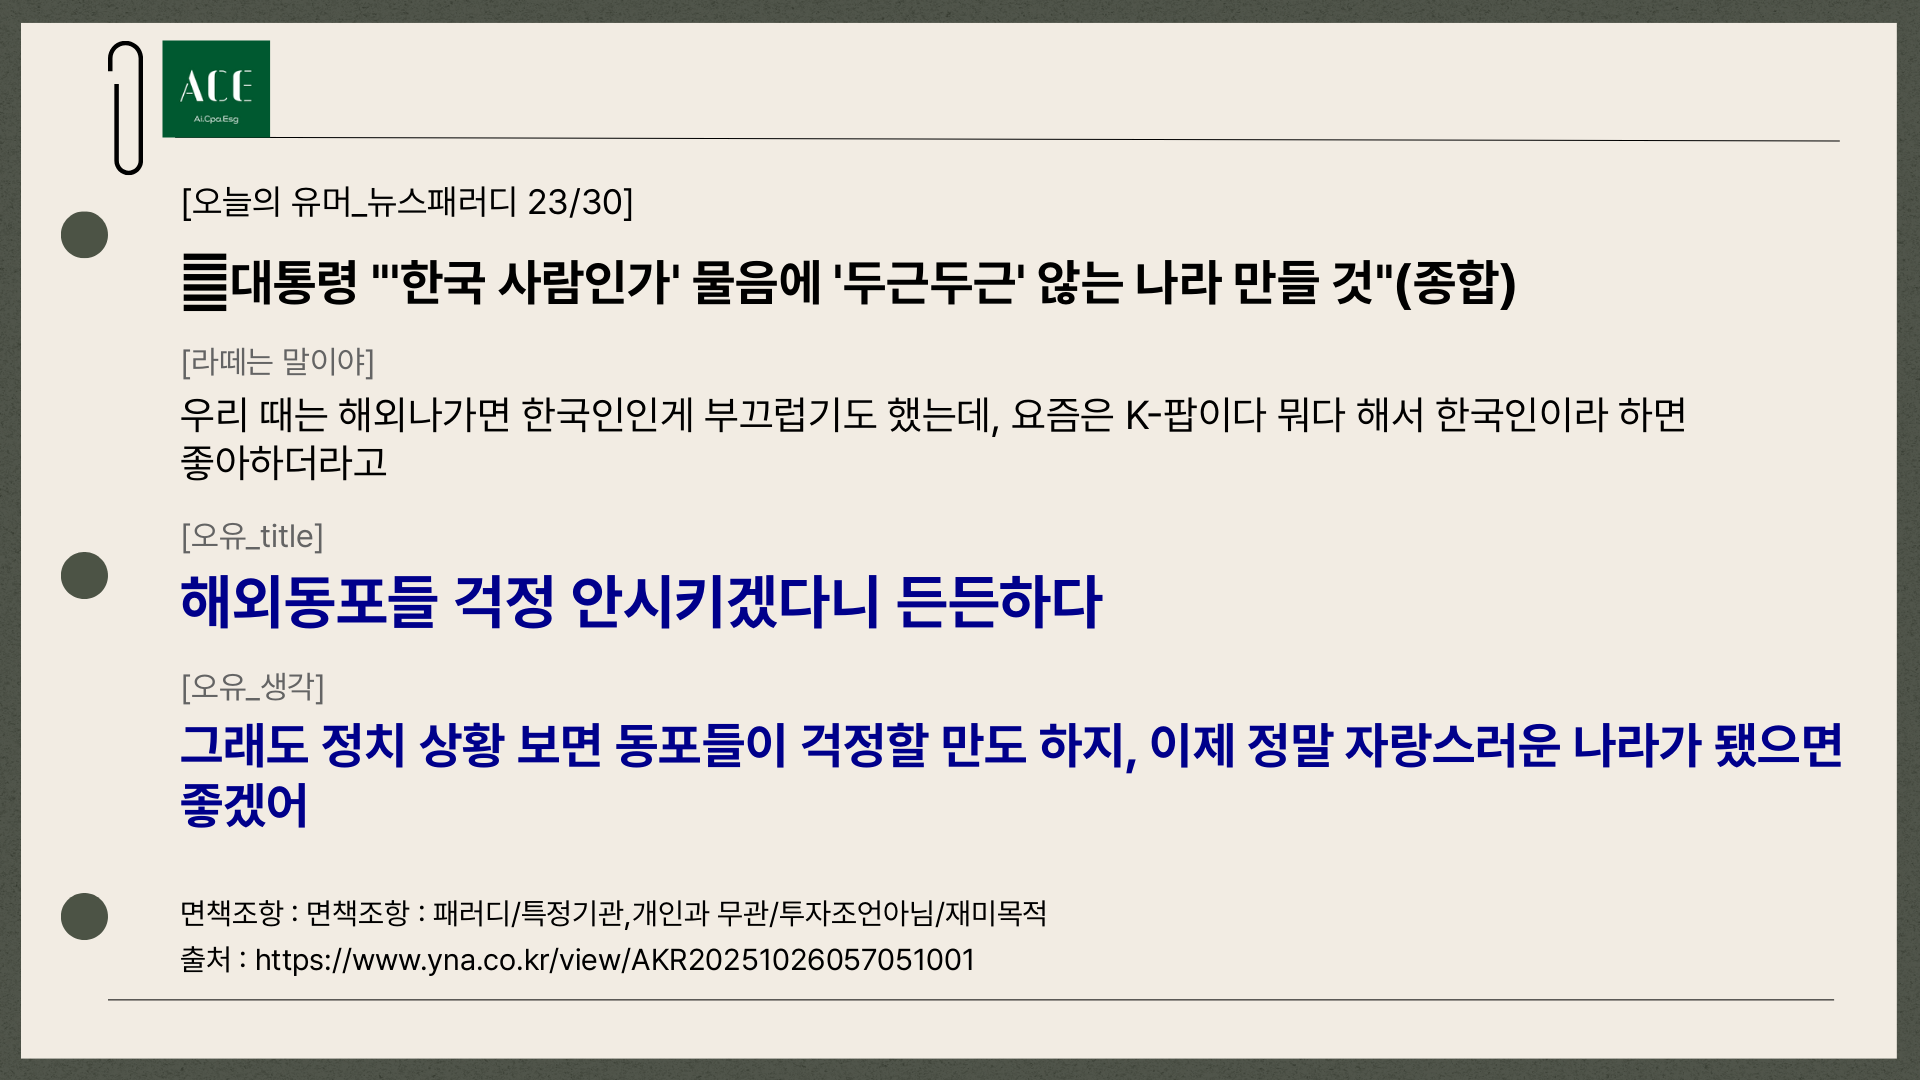 ACE
Ai.Cpa.Esg
[오늘의 유머_뉴스패러디 23/30]
대통령 "'한국 사람인가' 물음에 '두근두근' 않는 나라 만들 것"(종합)
[라떼는 말이야]
우리 때는 해외나가면 한국인인게 부끄럽기도 했는데, 요즘은 K-팝이다 뭐다 해서 한국인이라 하면
좋아하더라고
[오유_title]
해외동포들 걱정 안시키겠다니 든든하다
[오유_생각]
그래도 정치 상황 보면 동포들이 걱정할 만도 하지, 이제 정말 자랑스러운 나라가 됐으면
좋겠어
면책조항 : 면책조항 : 패러디/특정기관,개인과 무관/투자조언아님/재미목적
출처 : https://www.yna.co.kr/view/AKR20251026057051001